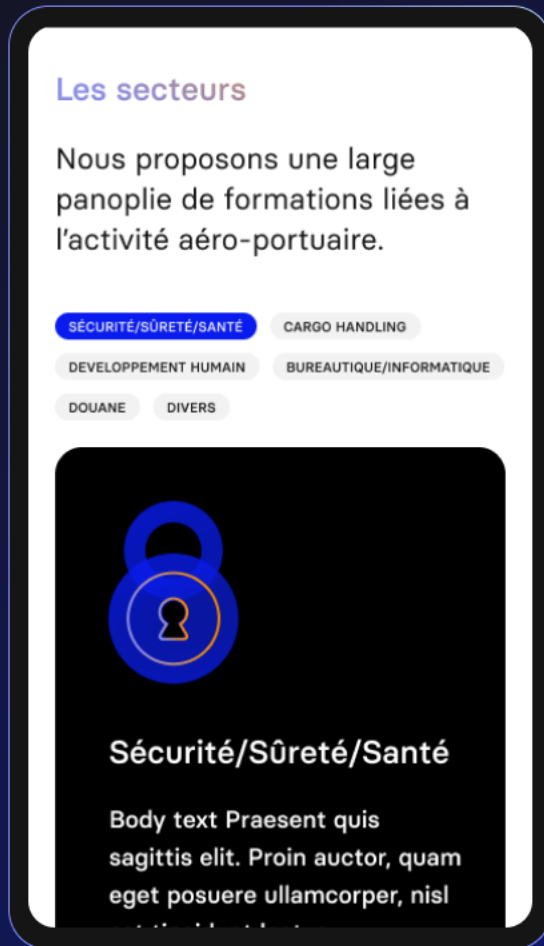 Les secteurs
Nous proposons une large
panoplie de formations liées à
l'activité aéro-portuaire.
SÉCURITÉ/SÛRETÉ/SANTÉ CARGO HANDLING
DEVELOPPEMENT HUMAIN BUREAUTIQUE/INFORMATIQUE
DOUANE DIVERS
Sécurité/Sûreté/Santé
Body text Praesent quis
sagittis elit. Proin auctor, quam
eget posuere ullamcorper, nisl